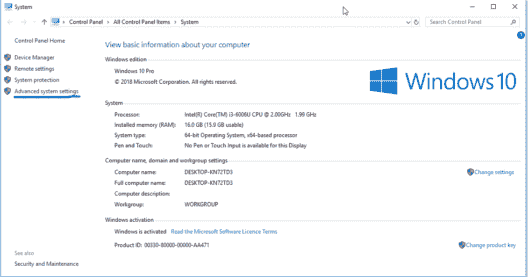 System
Control Panel > All Control Panel Items > System
Search Control Panel
Control Panel Home
Device Manager
Remote settings
System protection
Advanced system settings
See also
Security and Maintenance
View basic information about your computer
Windows edition
Windows 10 Pro
© 2018 Microsoft Corporation. All rights reserved.
Windows 10
System
Processor: Intel(R) Core(TM) i3-6006U CPU @ 2.00GHz 1.99 GHz
Installed memory (RAM): 16.0 GB (15.9 GB usable)
System type: 64-bit Operating System, x64-based processor
Pen and Touch: No Pen or Touch Input is available for this Display
Computer name, domain and workgroup settings
Computer name: DESKTOP-KN72TD3
Change settings
Full computer name: DESKTOP-KN72TD3
Computer description:
Workgroup: WORKGROUP
Windows activation
Windows is activated Read the Microsoft Software Licence Terms
Product ID: 00330-80000-00000-AA471
Change product key